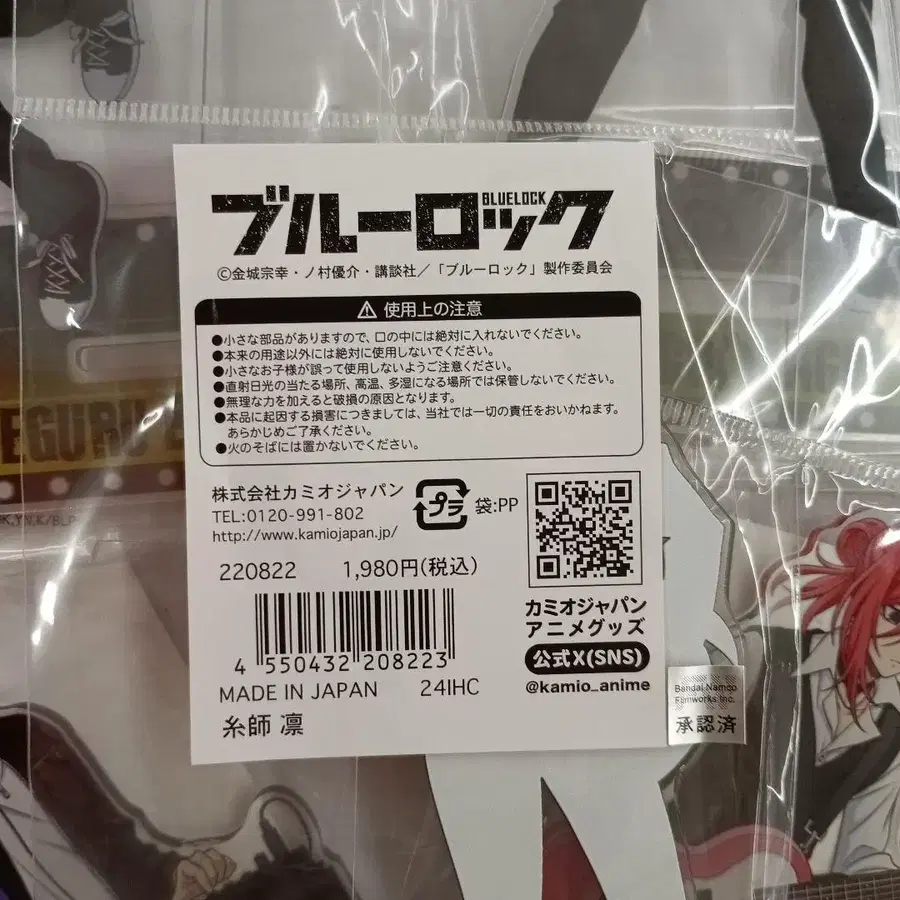 ブルーロック
BLUELOCK
©金城宗幸・ノ村優介・講談社／「ブルーロック」製作委員会
使用上の注意
●小さな部品がありますので、口の中には絶対に入れないでください。
●本来の用途以外には絶対に使用しないでください。
●小さなお子様が誤って使用しないようご注意ください。
●直射日光の当たる場所、高温、多湿になる場所では保管しないでください。
●無理な力を加えると破損の原因となります。
●本品に起因する損害につきましては、当社では一切の責任をおいかねます。
あらかじめご了承ください。
●火のそばには置かないでください。
株式会社カミオジャパン
TEL:0120-991-802
http://www.kamiojapan.jp/
プラ
袋:PP
220822 1,980円(税込)
4 550432 208223
MADE IN JAPAN 24IHC
糸師 凛
カミオジャパン
アニメグッズ
公式X(SNS)
@kamio_anime
Bandai Namco
Filmworks Inc.
承認済
EGURU